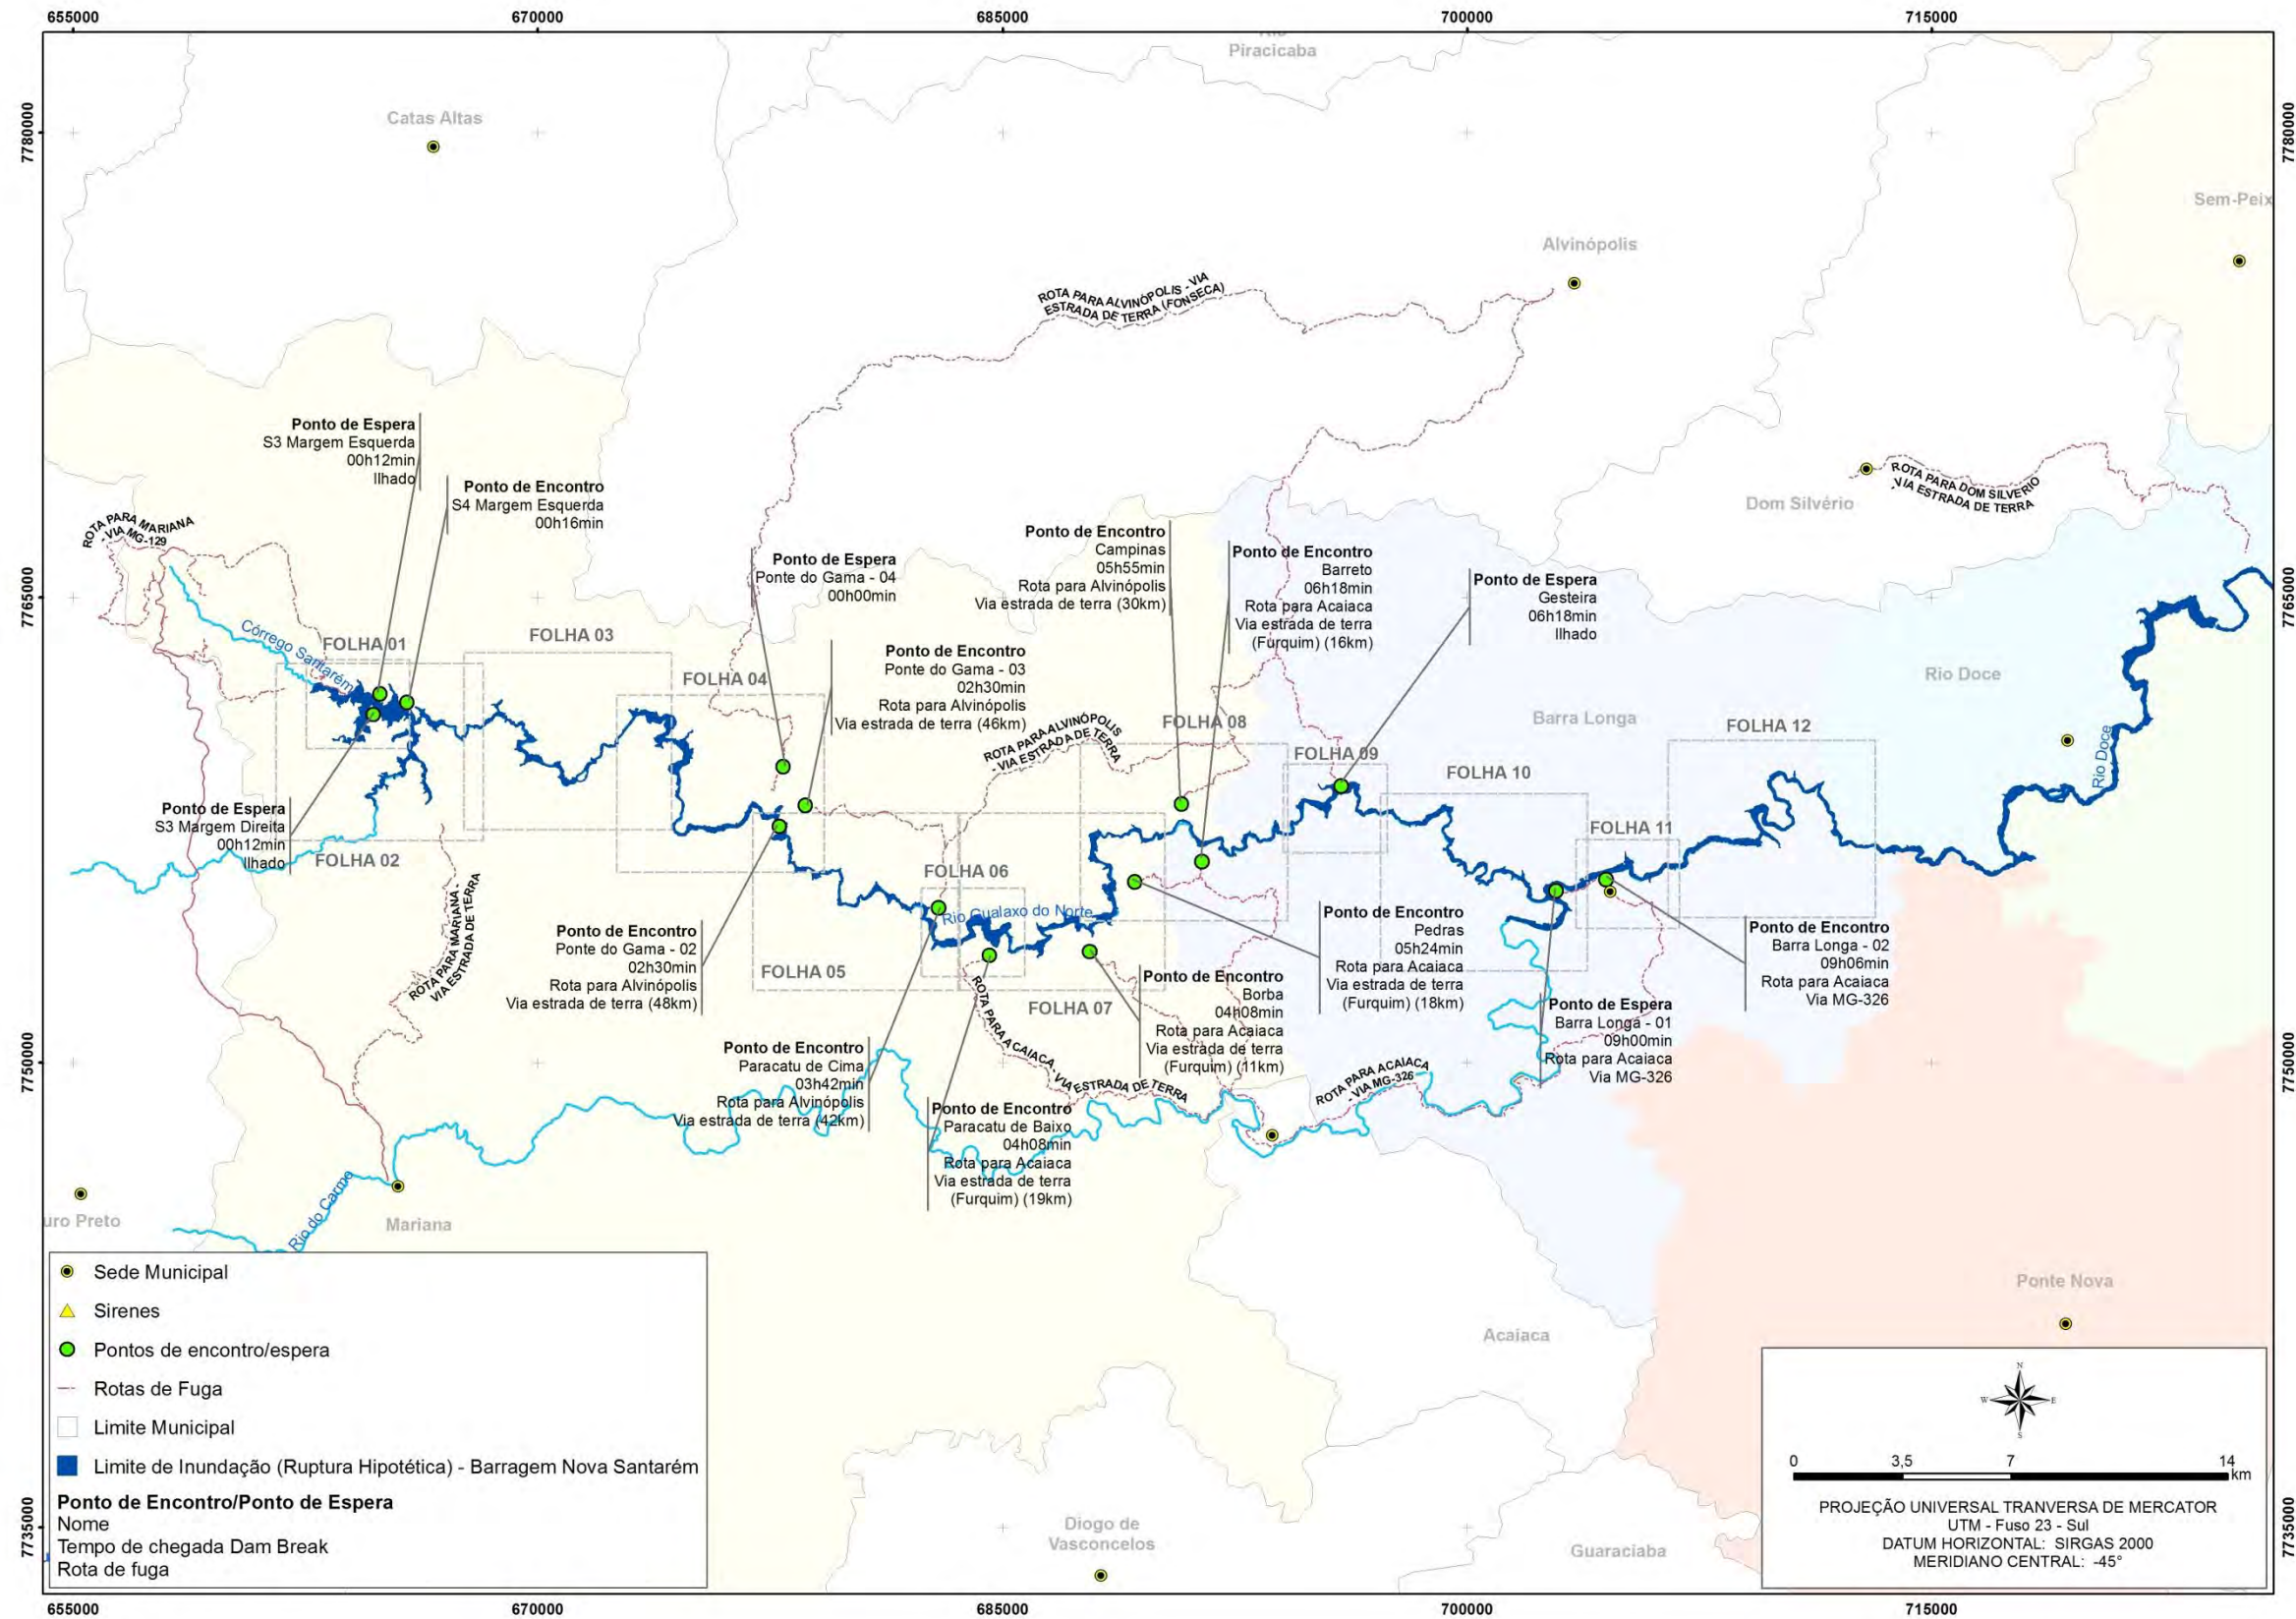 655000
670000
685000
700000
715000
7780000
7780000
7765000
7765000
7750000
7750000
7735000
7735000
Piracicaba
Catas Altas
Sem-Peix
Alvinópolis
ROTA PARA ALVINÓPOLIS - VIA
ESTRADA DE TERRA (FONSECA)
Ponto de Espera
S3 Margem Esquerda
00h12min
Ilhado
Ponto de Encontro
S4 Margem Esquerda
00h16min
ROTA PARA MARIANA
- VIA MG-129
Dom Silvério
ROTA PARA DOM SILVERIO
- VIA ESTRADA DE TERRA
Ponto de Espera
Ponte do Gama - 04
00h00min
Ponto de Encontro
Campinas
05h55min
Rota para Alvinópolis
Via estrada de terra (30km)
Ponto de Encontro
Barreto
06h18min
Rota para Acaiaca
Via estrada de terra
(Furquim) (16km)
Ponto de Espera
Gesteira
06h18min
Ilhado
Córrego Santarém
FOLHA 01
FOLHA 03
FOLHA 04
Ponto de Encontro
Ponte do Gama - 03
02h30min
Rota para Alvinópolis
Via estrada de terra (46km)
ROTA PARA ALVINÓPOLIS
- VIA ESTRADA DE TERRA
FOLHA 08
FOLHA 09
FOLHA 10
Barra Longa
Rio Doce
FOLHA 12
Rio Doce
Ponto de Espera
S3 Margem Direita
00h12min
Ilhado
FOLHA 02
FOLHA 11
ROTA PARA MARIANA -
VIA ESTRADA DE TERRA
FOLHA 06
Rio Gualaxo do Norte
Ponto de Encontro
Ponte do Gama - 02
02h30min
Rota para Alvinópolis
Via estrada de terra (48km)
FOLHA 05
FOLHA 07
Ponto de Encontro
Pedras
05h24min
Rota para Acaiaca
Via estrada de terra
(Furquim) (18km)
Ponto de Encontro
Barra Longa - 02
09h06min
Rota para Acaiaca
Via MG-326
Ponto de Encontro
Borba
04h08min
Rota para Acaiaca
Via estrada de terra
(Furquim) (11km)
Ponto de Espera
Barra Longa - 01
09h00min
Rota para Acaiaca
Via MG-326
ROTA PARA ACAIACA - VIA ESTRADA DE TERRA
ROTA PARA ACAIACA
- VIA MG-326
Ponto de Encontro
Paracatu de Cima
03h42min
Rota para Alvinópolis
Via estrada de terra (42km)
Ponto de Encontro
Paracatu de Baixo
04h08min
Rota para Acaiaca
Via estrada de terra
(Furquim) (19km)
uro Preto
Rio do Carmo
Mariana
Ponte Nova
Acaiaca
Diogo de
Vasconcelos
Guaraciaba
Sede Municipal
Sirenes
Pontos de encontro/espera
Rotas de Fuga
Limite Municipal
Limite de Inundação (Ruptura Hipotética) - Barragem Nova Santarém
Ponto de Encontro/Ponto de Espera
Nome
Tempo de chegada Dam Break
Rota de fuga
N
W E
S
0 3,5 7 14
km
PROJEÇÃO UNIVERSAL TRANVERSA DE MERCATOR
UTM - Fuso 23 - Sul
DATUM HORIZONTAL: SIRGAS 2000
MERIDIANO CENTRAL: -45°
655000
670000
685000
700000
715000